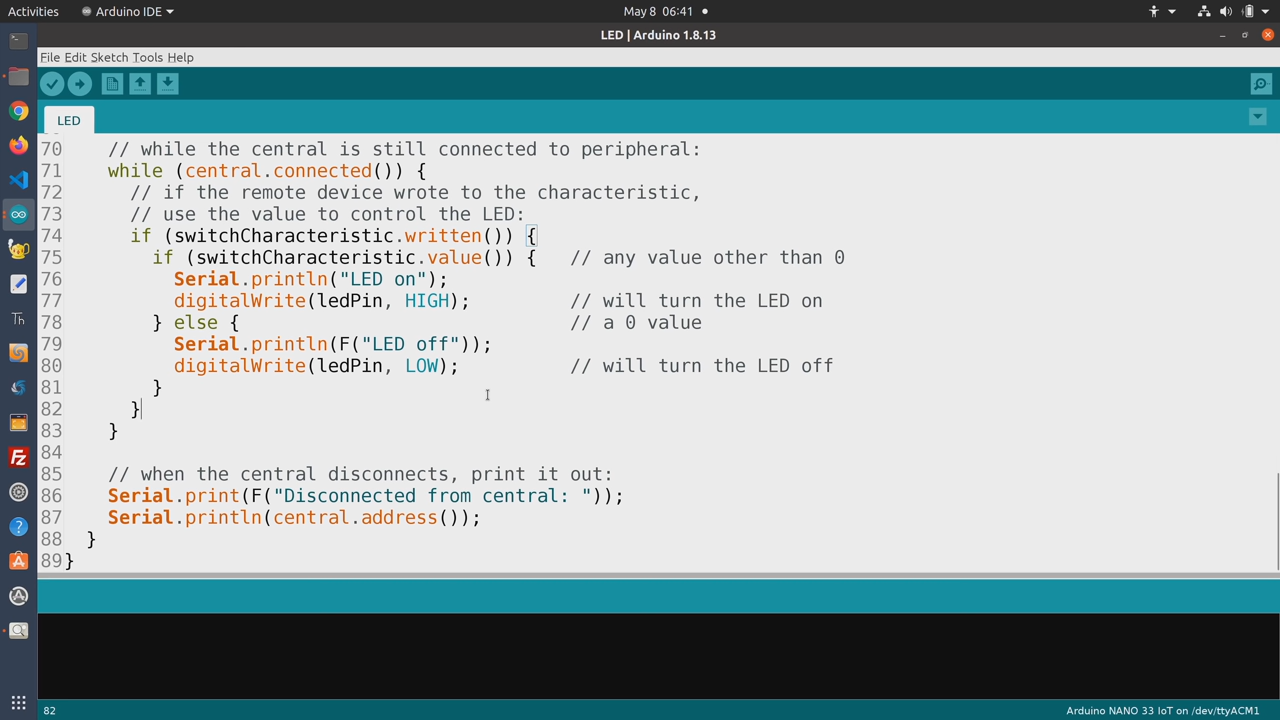 Activities Arduino IDE May 8 06:41
LED | Arduino 1.8.13
File Edit Sketch Tools Help
LED
70 // while the central is still connected to peripheral:
71 while (central.connected()) {
72 // if the remote device wrote to the characteristic,
73 // use the value to control the LED:
74 if (switchCharacteristic.written()) {
75 if (switchCharacteristic.value()) { // any value other than 0
76 Serial.println("LED on");
77 digitalWrite(ledPin, HIGH); // will turn the LED on
78 } else { // a 0 value
79 Serial.println(F("LED off"));
80 digitalWrite(ledPin, LOW); // will turn the LED off
81 }
82 }
83 }
84
85 // when the central disconnects, print it out:
86 Serial.print(F("Disconnected from central: "));
87 Serial.println(central.address());
88 }
89 }
82 Arduino NANO 33 IoT on /dev/ttyACM1
Th
Fz
?
A